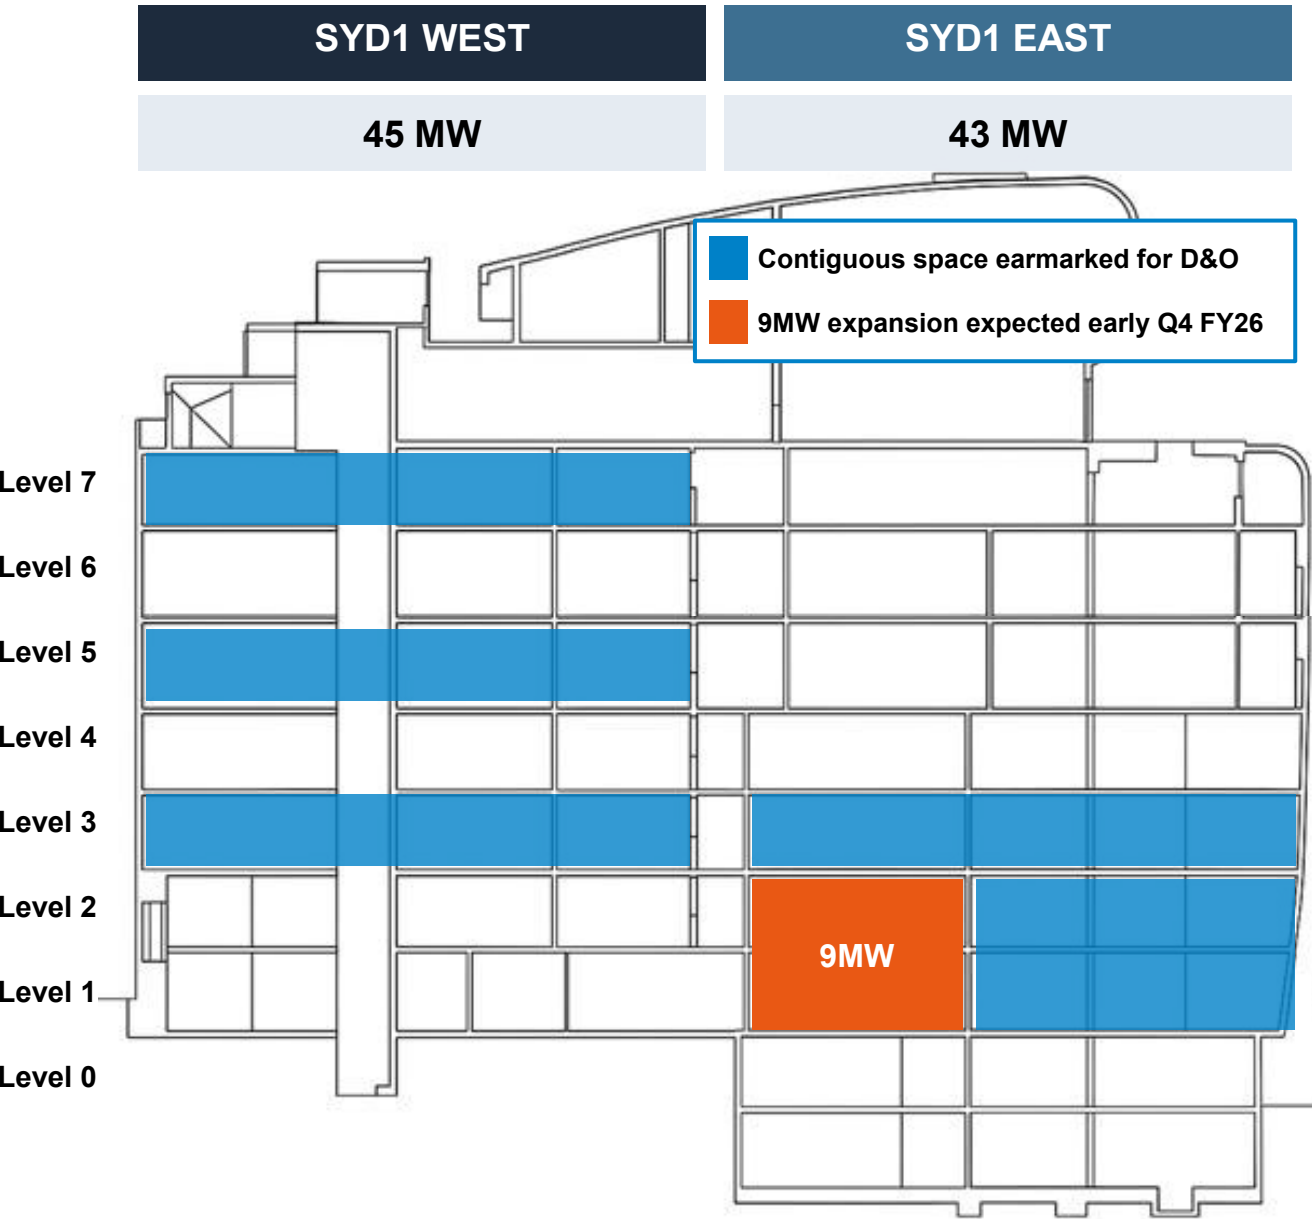 SYD1 WEST
SYD1 EAST
45 MW
43 MW
Contiguous space earmarked for D&O
9MW expansion expected early Q4 FY26
Level 7
Level 6
Level 5
Level 4
Level 3
Level 2
9MW
Level 1
Level 0